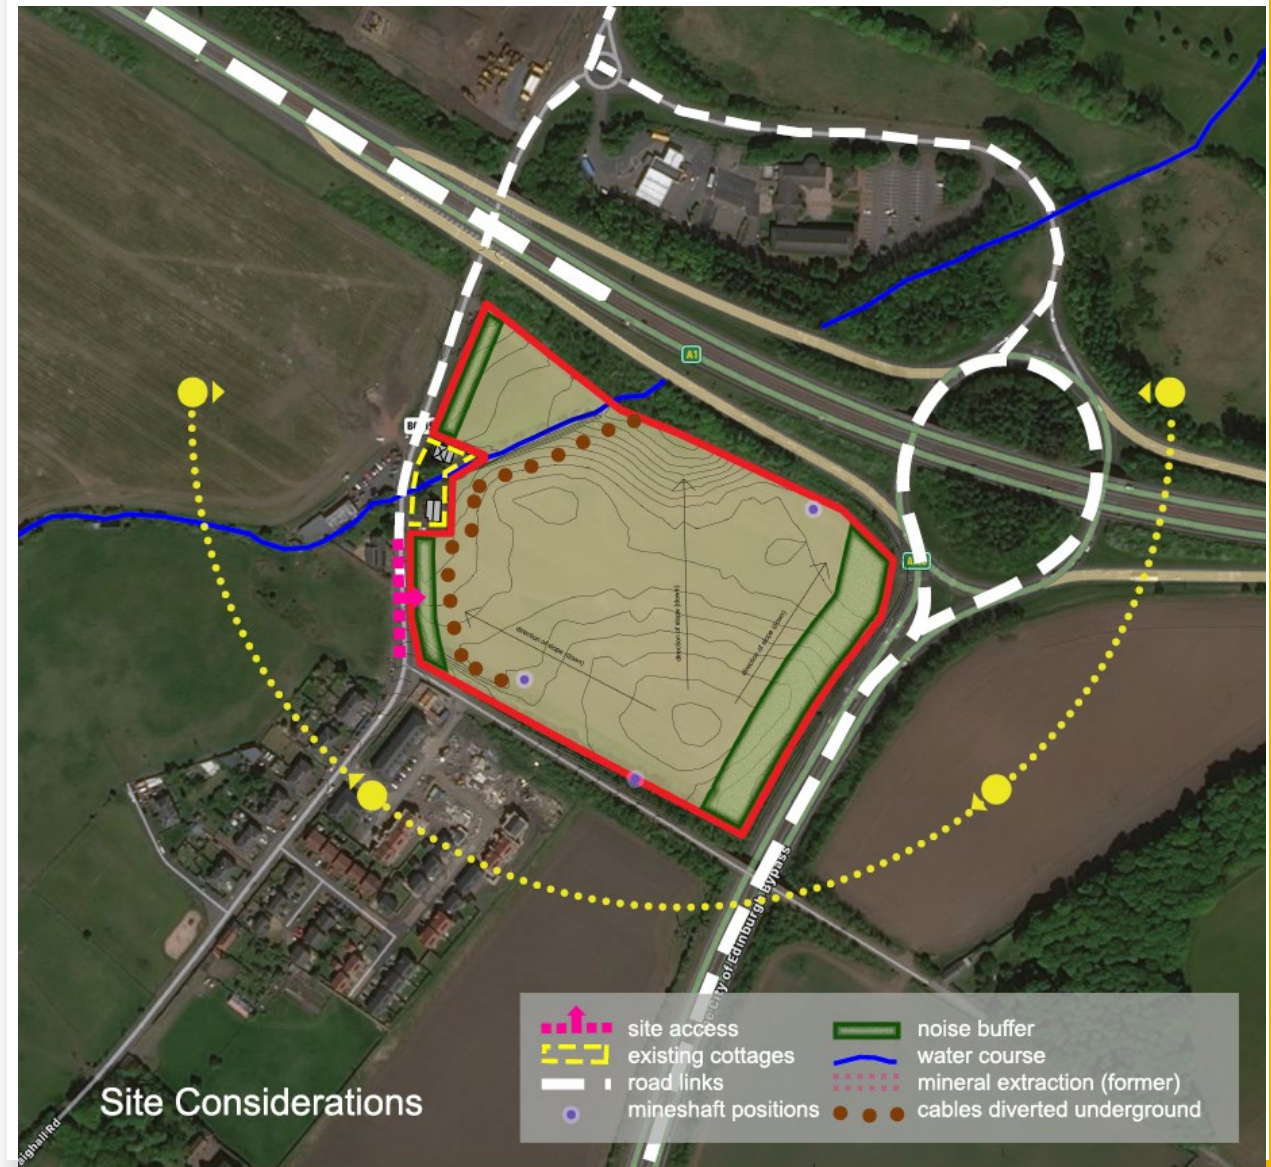 A1
direction of slope (down)
direction of slope (down)
direction of slope (down)
City of Edinburgh Bypass
site access
existing cottages
road links
mineshaft positions
noise buffer
water course
mineral extraction (former)
cables diverted underground
Site Considerations